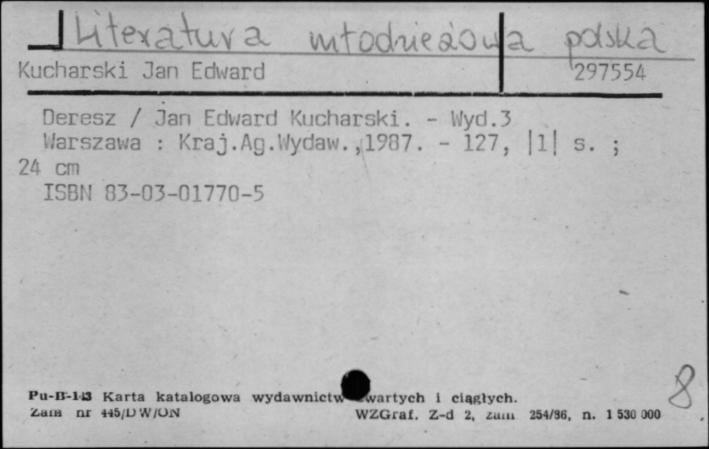 Literatura młodzieżowa polska
Kucharski Jan Edward 297554
Deresz / Jan Edward Kucharski. - Wyd.3
Warszawa : Kraj.Ag.Wydaw.,1987. - 127, |1| s. ;
24 cm
ISBN 83-03-01770-5
8
Pu-B-143 Karta katalogowa wydawnictw zwartych i ciągłych.
Zam nr 445/DW/ON WZGraf. Z-d 2, zam 254/86, n. 1 530 000